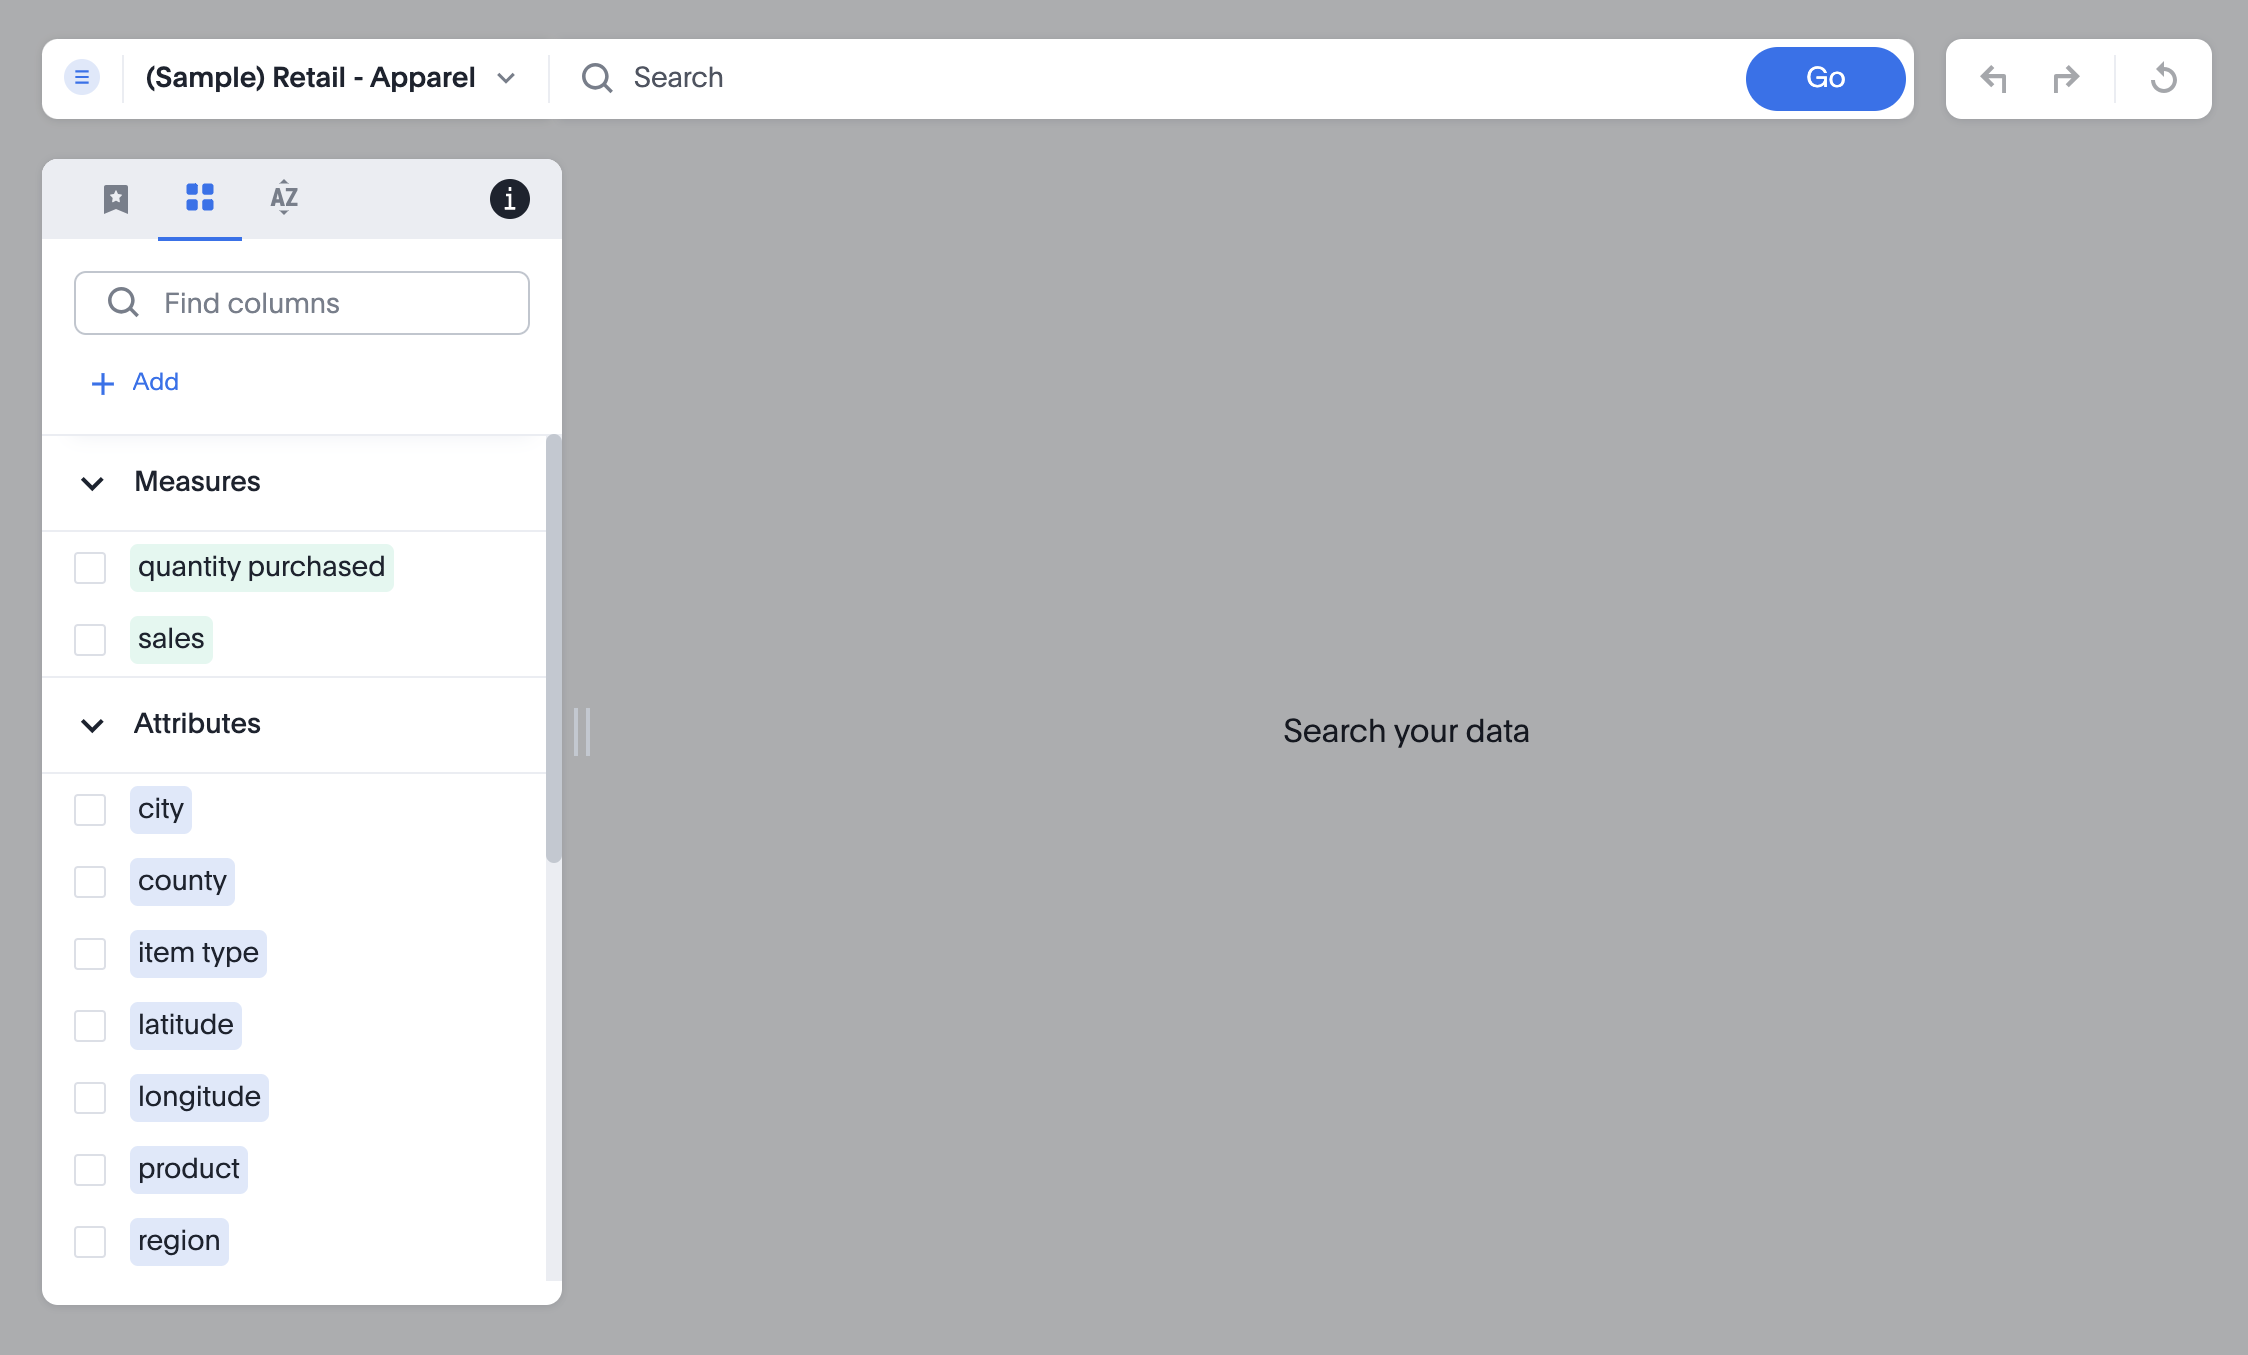 (Sample) Retail - Apparel
Search
Go
AZ
i
Find columns
+ Add
Measures
quantity purchased
sales
Attributes
city
county
item type
latitude
longitude
product
region
Search your data